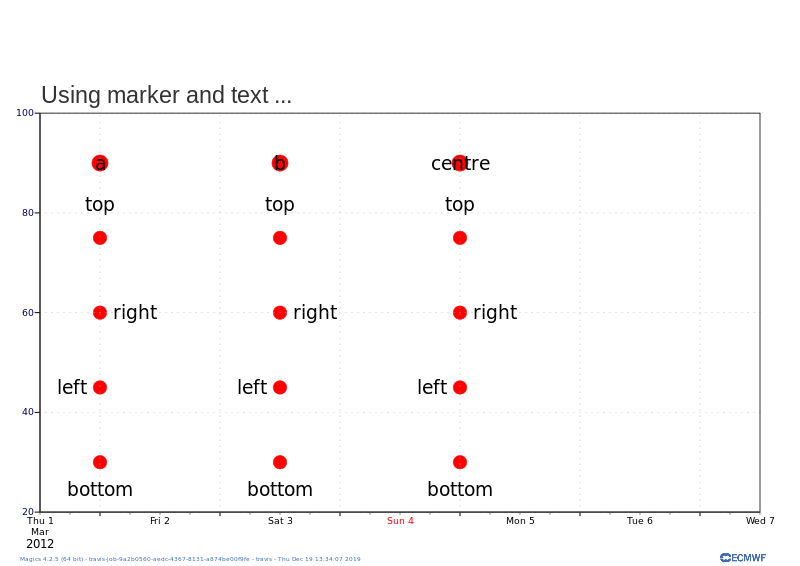 Using marker and text ...
100
a b centre
top top top
80
60 right right right
left left left
40
bottom bottom bottom
20
Thu 1 Fri 2 Sat 3 Sun 4 Mon 5 Tue 6 Wed 7
Mar
2012
Magics 4.2.5 (64 bit) - travis-job-9a2b0560-aedc-4367-8131-a874be00f9fe - travis - Thu Dec 19 13:34:07 2019
ECMWF